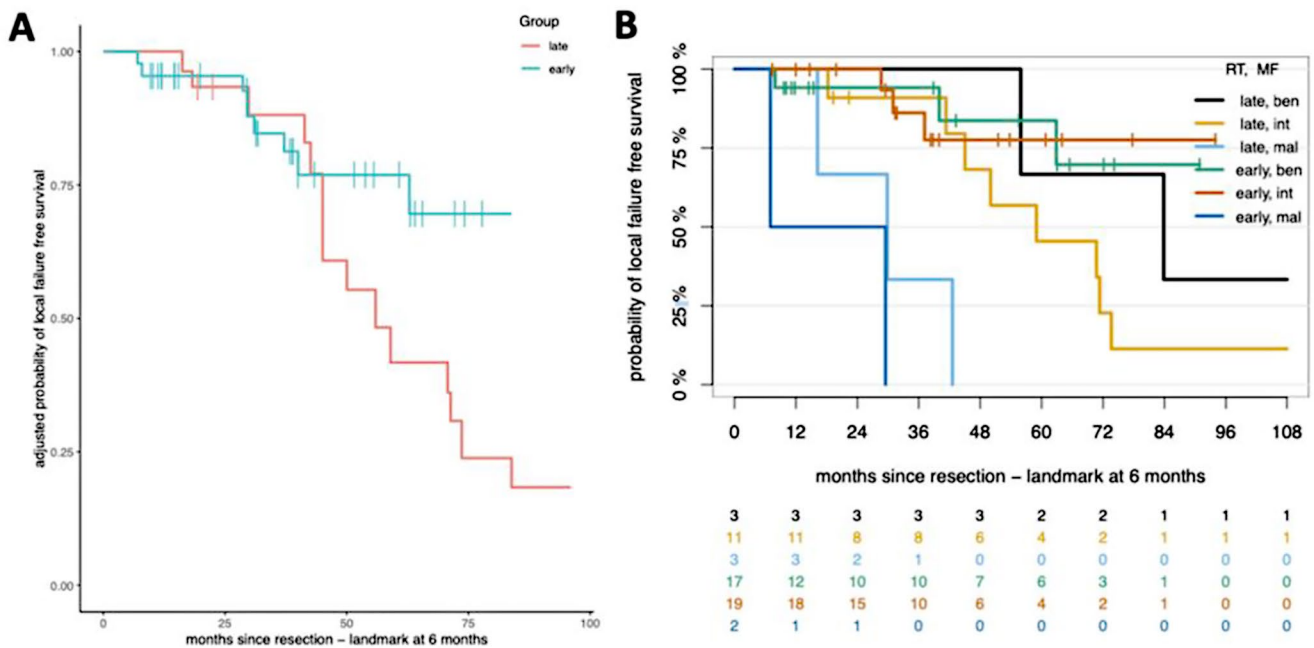 A
Group
late
early
adjusted probability of local failure free survival
1.00
0.75
0.50
0.25
0.00
0 25 50 75 100
months since resection – landmark at 6 months
B
probability of local failure free survival
100 %
75 %
50 %
25 %
0 %
RT, MF
late, ben
late, int
late, mal
early, ben
early, int
early, mal
0 12 24 36 48 60 72 84 96 108
months since resection – landmark at 6 months
3 3 3 3 3 2 2 1 1 1
11 11 8 8 6 4 2 1 1 1
3 3 2 1 0 0 0 0 0 0
17 12 10 10 7 6 3 1 0 0
19 18 15 10 6 4 2 1 0 0
2 1 1 0 0 0 0 0 0 0